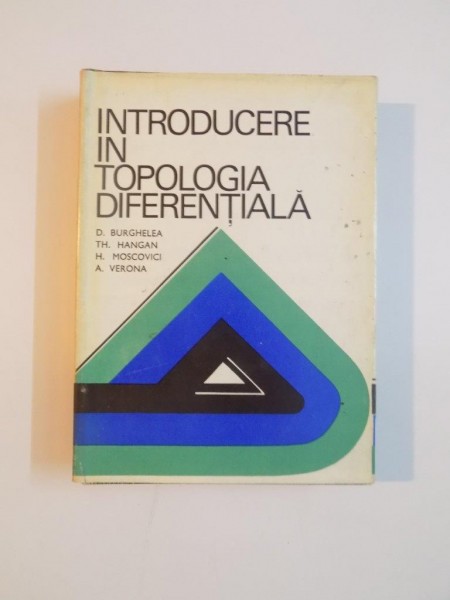 INTRODUCERE
IN
TOPOLOGIA
DIFERENȚIALĂ
D. BURGHELEA
TH. HANGAN
H. MOSCOVICI
A. VERONA